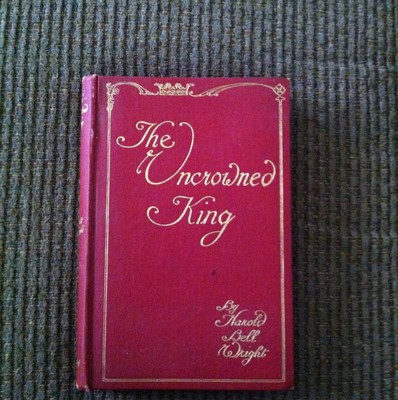 The
Uncrowned
King
By
Harold
Bell
Wright